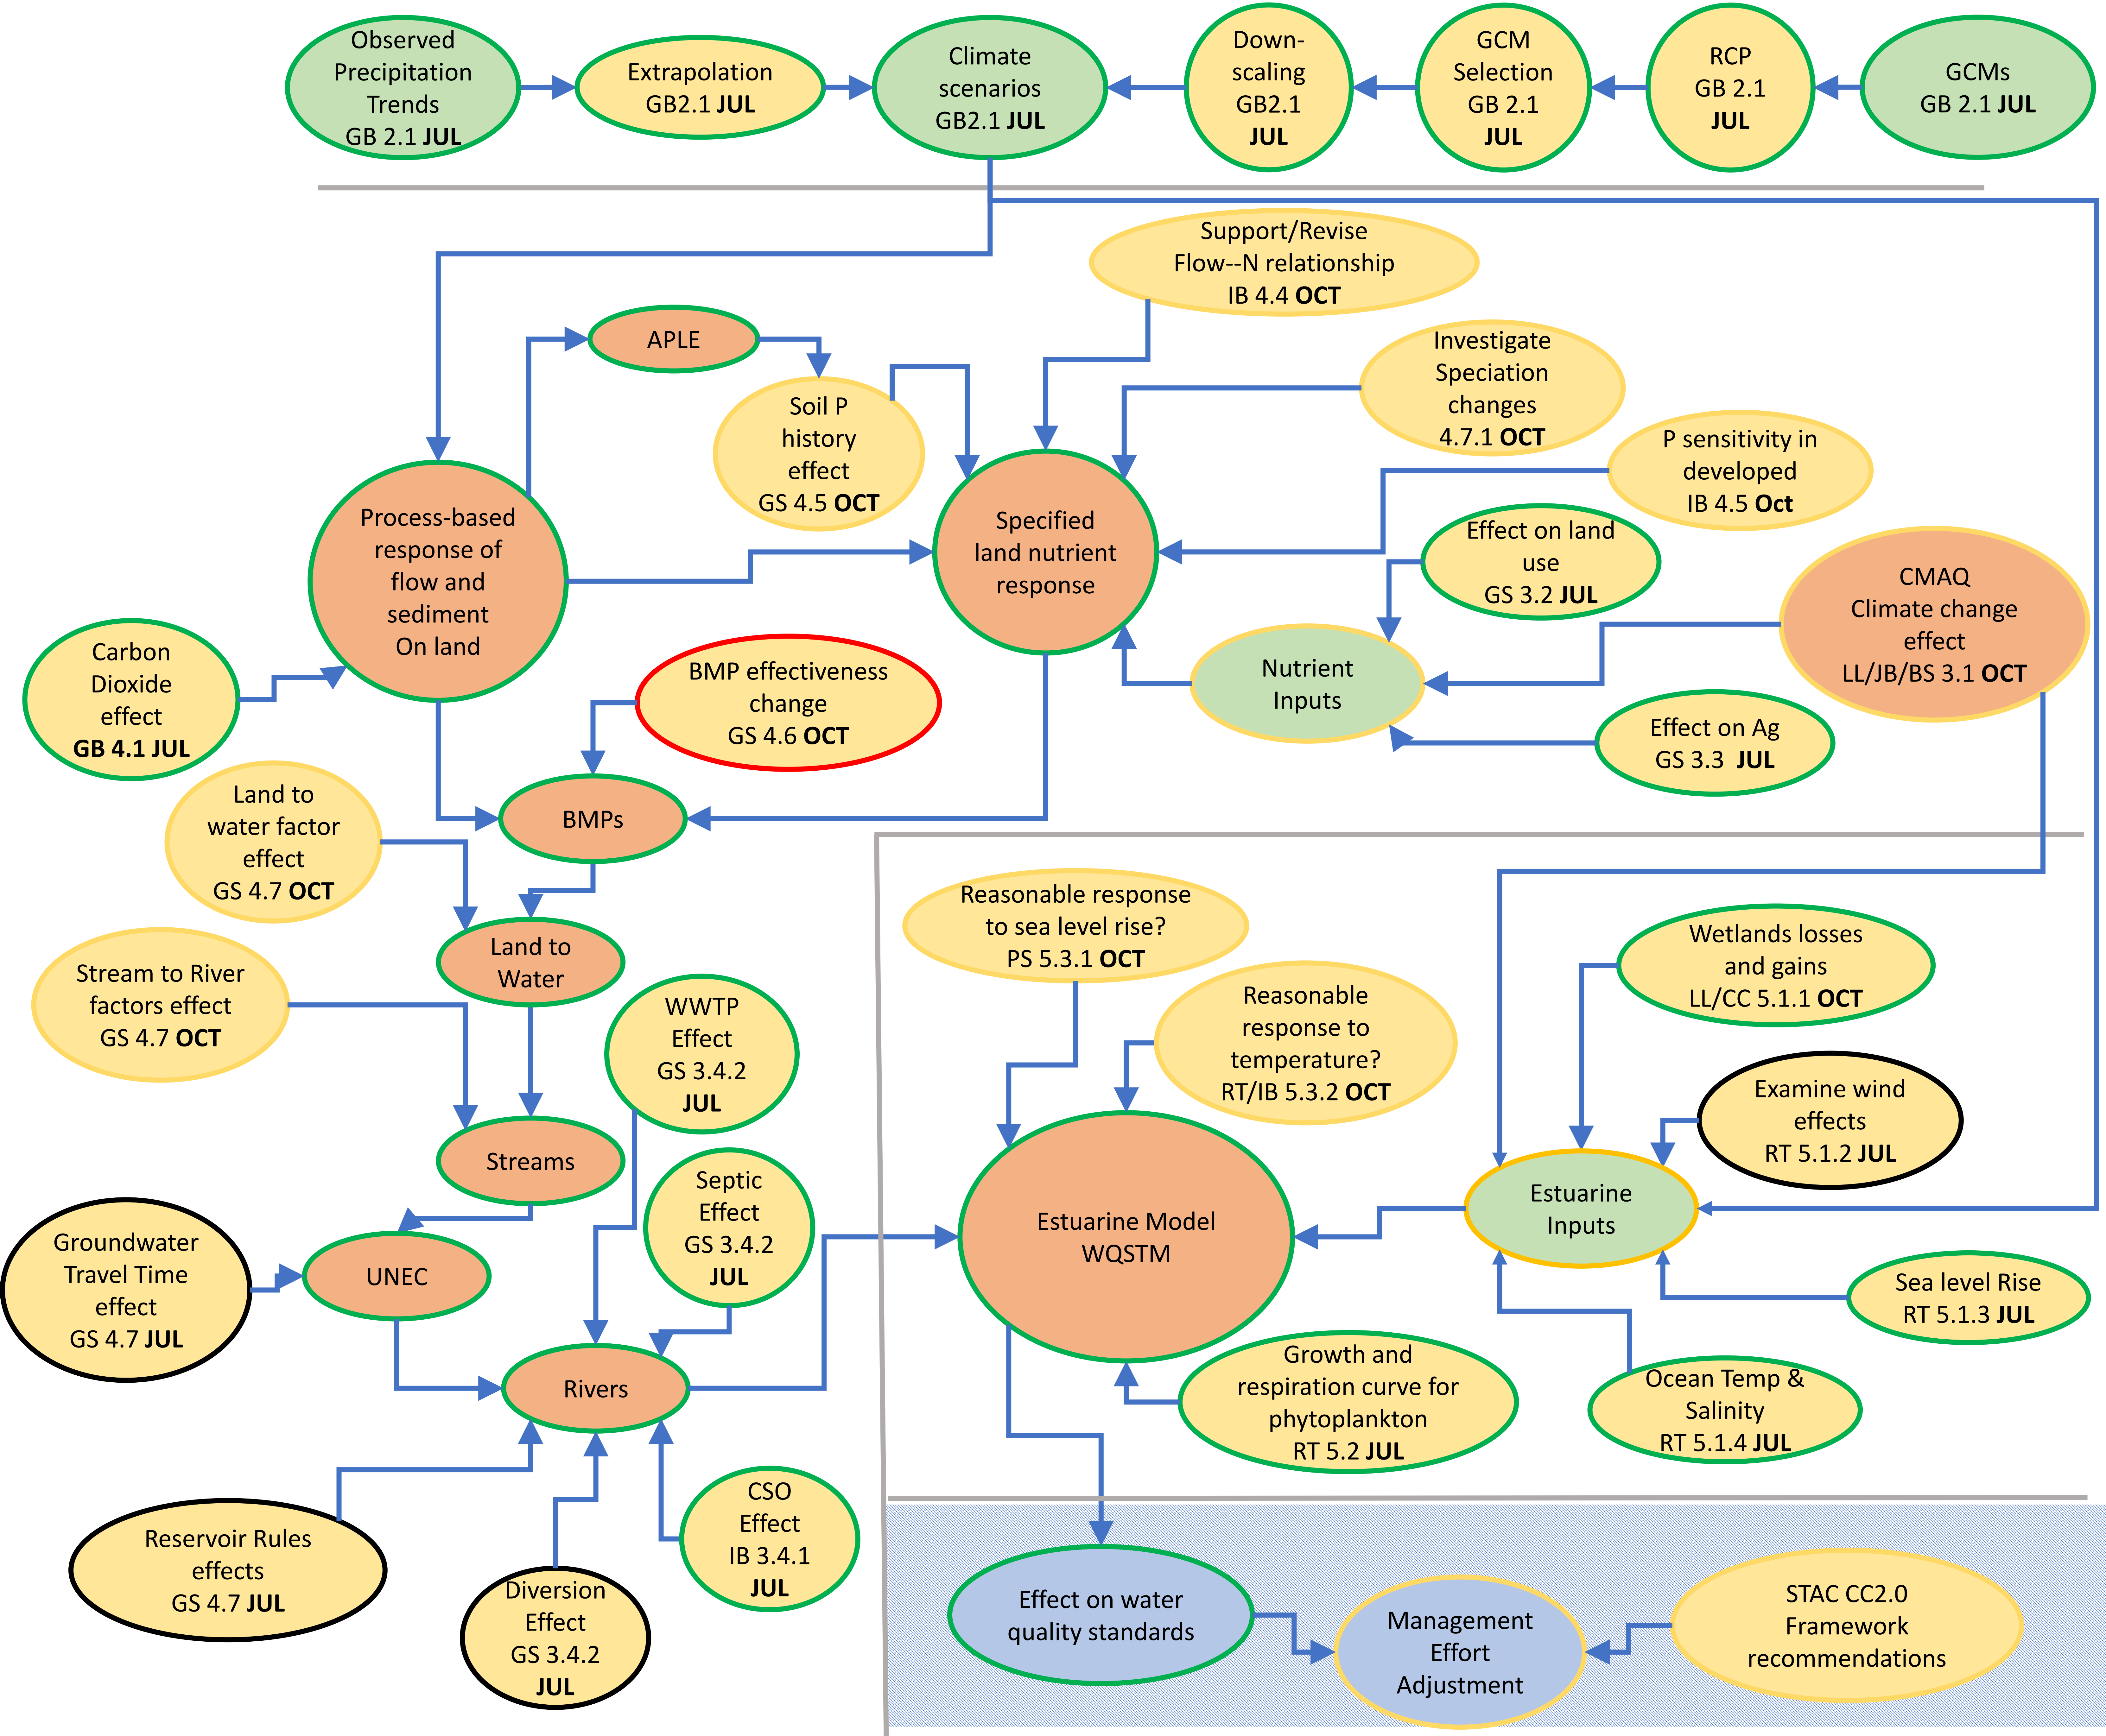 Observed
Precipitation
Trends
GB 2.1 JUL
Extrapolation
GB2.1 JUL
Climate
scenarios
GB2.1 JUL
Down-
scaling
GB2.1
JUL
GCM
Selection
GB 2.1
JUL
RCP
GB 2.1
JUL
GCMs
GB 2.1 JUL
Support/Revise
Flow--N relationship
IB 4.4 OCT
APLE
Investigate
Speciation
changes
4.7.1 OCT
Soil P
history
effect
GS 4.5 OCT
P sensitivity in
developed
IB 4.5 Oct
Process-based
response of
flow and
sediment
On land
Specified
land nutrient
response
Effect on land
use
GS 3.2 JUL
CMAQ
Climate change
effect
LL/JB/BS 3.1 OCT
Carbon
Dioxide
effect
GB 4.1 JUL
BMP effectiveness
change
GS 4.6 OCT
Nutrient
Inputs
Effect on Ag
GS 3.3 JUL
Land to
water factor
effect
GS 4.7 OCT
BMPs
Reasonable response
to sea level rise?
PS 5.3.1 OCT
Wetlands losses
and gains
LL/CC 5.1.1 OCT
Land to
Water
Stream to River
factors effect
GS 4.7 OCT
WWTP
Effect
GS 3.4.2
JUL
Reasonable
response to
temperature?
RT/IB 5.3.2 OCT
Examine wind
effects
RT 5.1.2 JUL
Streams
Septic
Effect
GS 3.4.2
JUL
Estuarine Model
WQSTM
Estuarine
Inputs
Groundwater
Travel Time
effect
GS 4.7 JUL
UNEC
Sea level Rise
RT 5.1.3 JUL
Rivers
Growth and
respiration curve for
phytoplankton
RT 5.2 JUL
Ocean Temp &
Salinity
RT 5.1.4 JUL
Reservoir Rules
effects
GS 4.7 JUL
CSO
Effect
IB 3.4.1
JUL
Diversion
Effect
GS 3.4.2
JUL
Effect on water
quality standards
Management
Effort
Adjustment
STAC CC2.0
Framework
recommendations